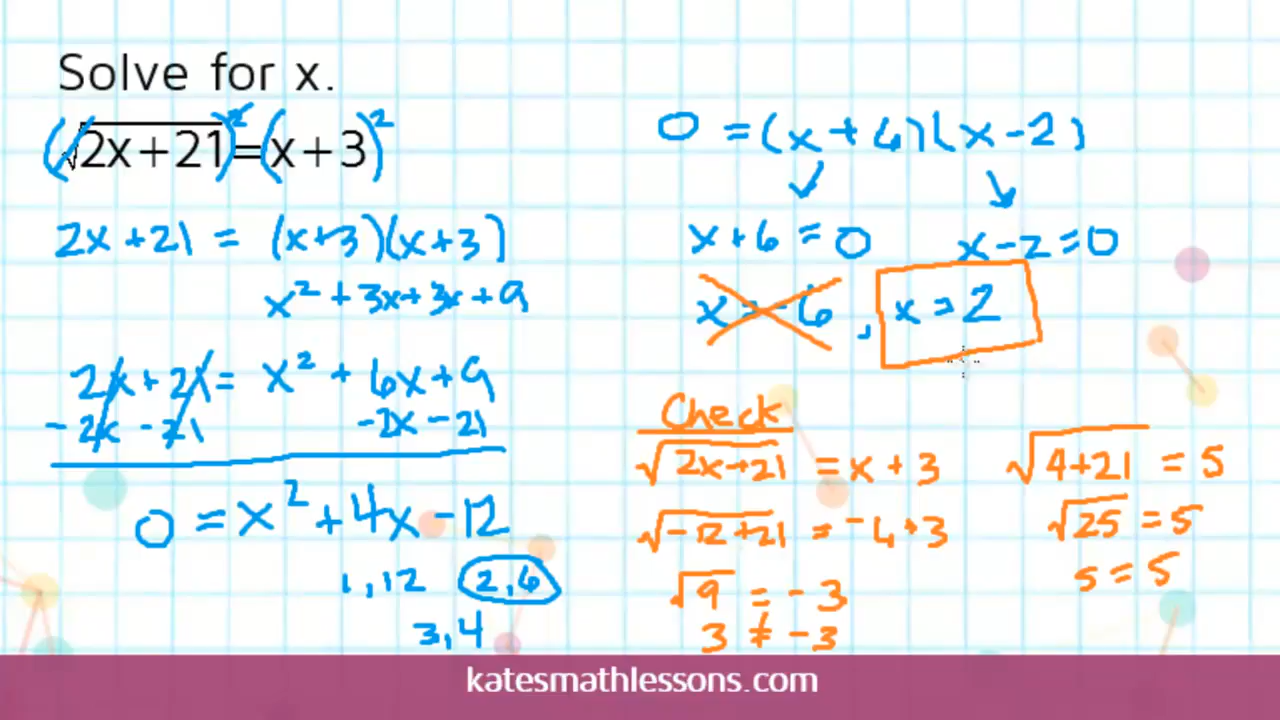 Solve for x.
(√2x+21)²=(x+3)²
2x+21 = (x+3)(x+3)
x²+3x+3x+9
2x+21= x²+6x+9
-2x-21 -2x-21
0=x²+4x-12
1,12 2,6
3,4
0=(x+6)(x-2)
x+6=0 x-2=0
x=-6, x=2
Check
√2x+21 = x+3
√-12+21 = -6+3
√9 = -3
3≠-3
√4+21 = 5
√25 = 5
5=5
katesmathlessons.com